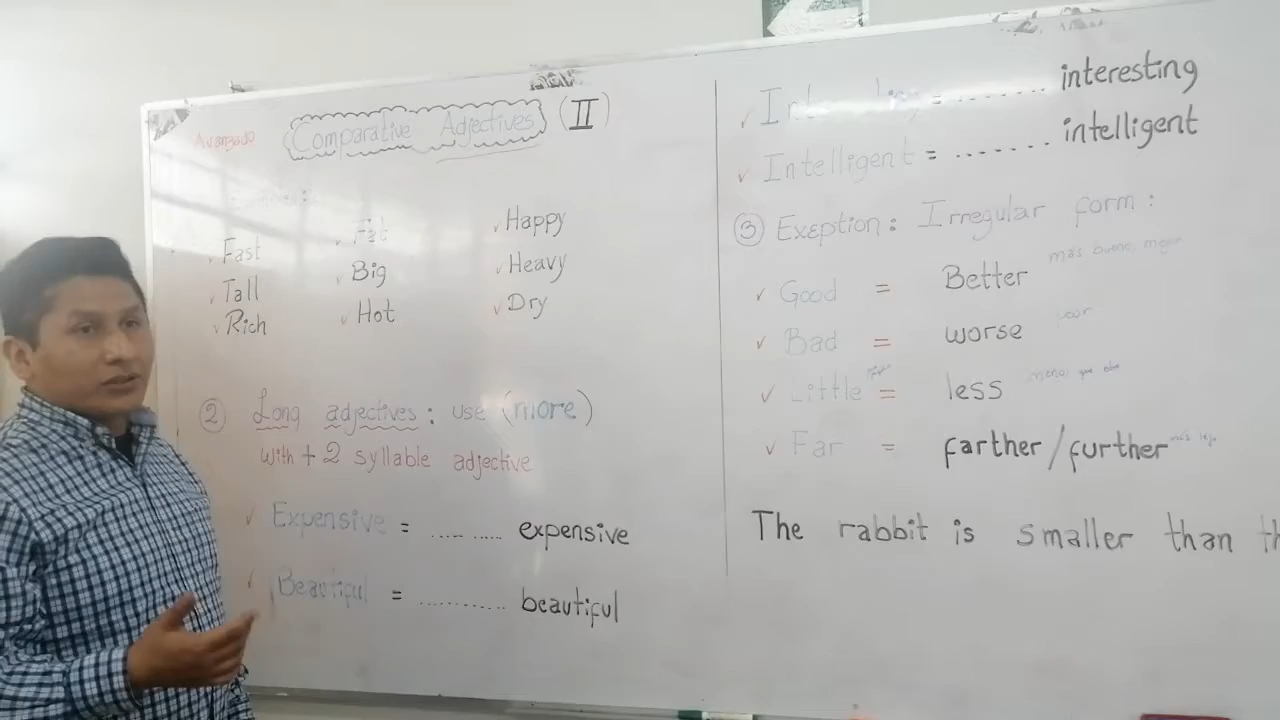 Avanzado
Comparative Adjectives (II)
Fast Fat Happy
Tall Big Heavy
Rich Hot Dry
② Long adjectives: use (more)
with + 2 syllable adjective
Expensive = ......... expensive
Beautiful = ........... beautiful
= ....... interesting
Intelligent = ....... intelligent
③ Exeption: Irregular form:
Good = Better más bueno, mejor
Bad = worse peor
Little = less menos que
Far = farther/further más lejos
The rabbit is smaller than